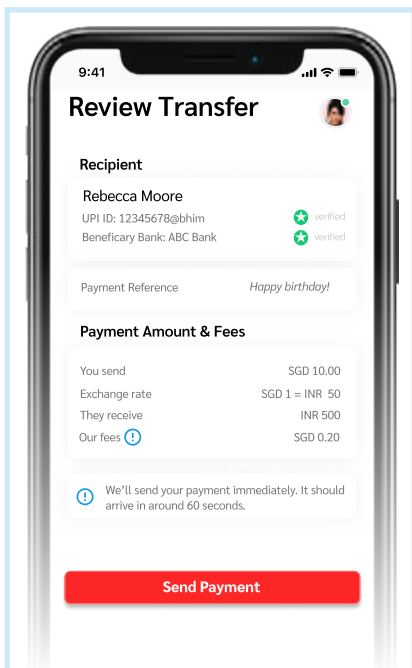 9:41
Review Transfer
Recipient
Rebecca Moore
UPI ID: 12345678@bhim verified
Beneficary Bank: ABC Bank verified
Payment Reference Happy birthday!
Payment Amount & Fees
You send SGD 10.00
Exchange rate SGD 1 = INR 50
They receive INR 500
Our fees SGD 0.20
We’ll send your payment immediately. It should
arrive in around 60 seconds.
Send Payment